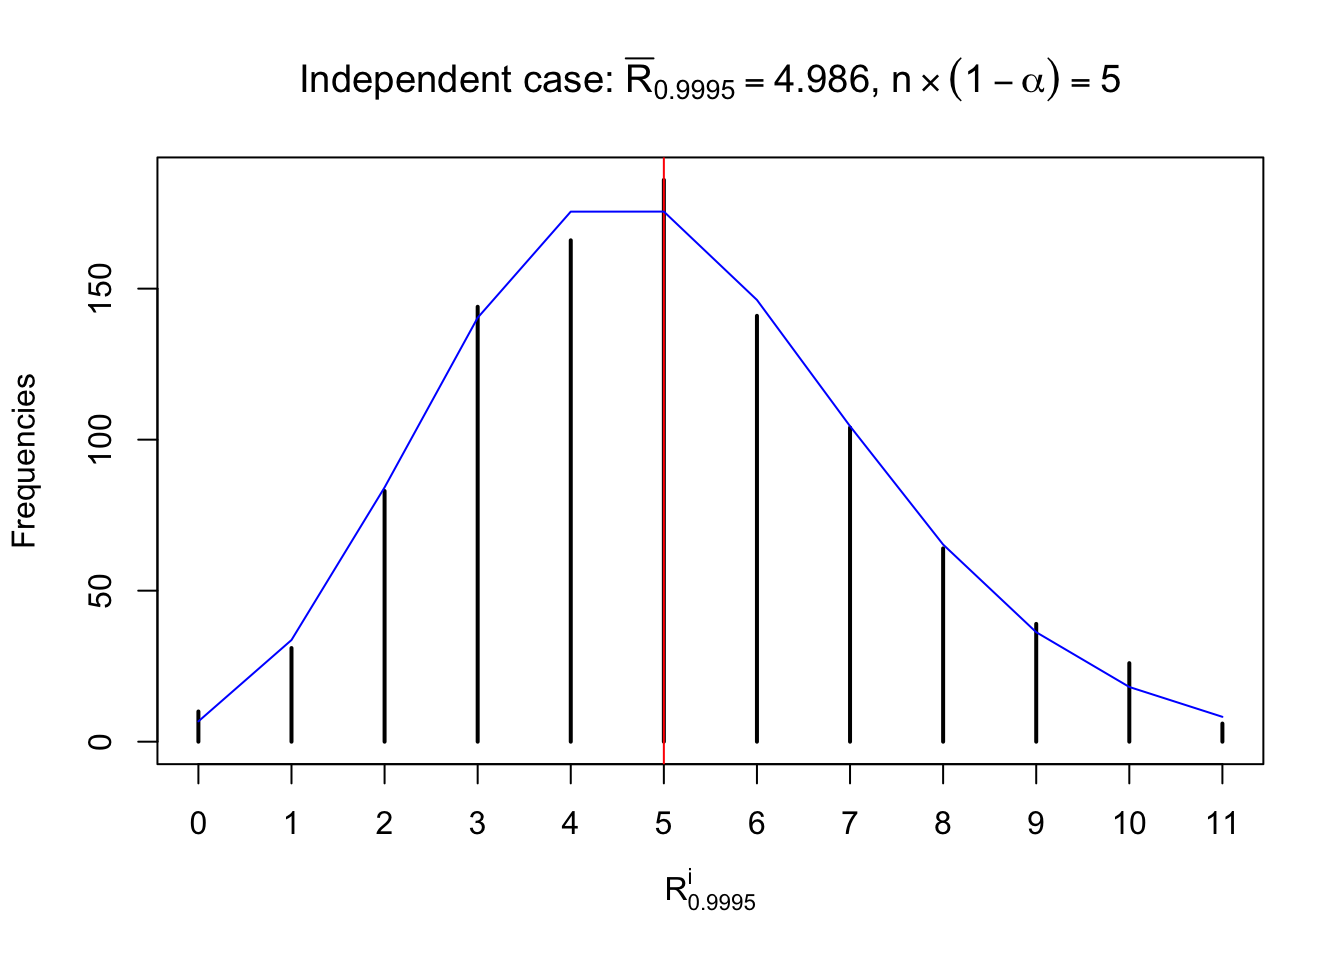 Independent case: R̅₀.₉₉₉₅ = 4.986, n × (1 − α) = 5
Frequencies
150
100
50
0
0 1 2 3 4 5 6 7 8 9 10 11
Rⁱ₀.₉₉₉₅